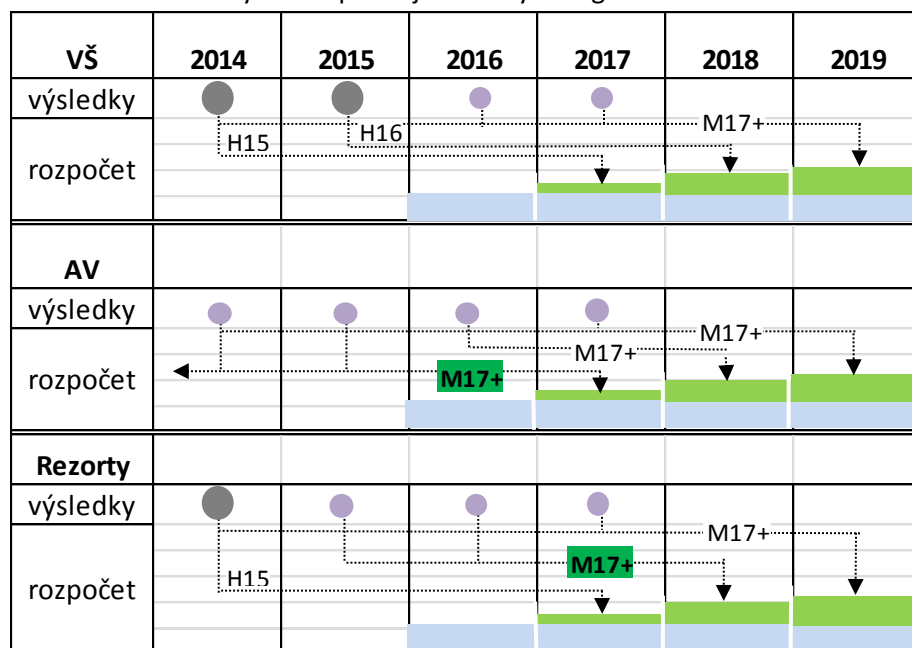 VŠ 2014 2015 2016 2017 2018 2019
výsledky
M17+
H15 H16
rozpočet
AV
výsledky
M17+
M17+
rozpočet M17+
Rezorty
výsledky
M17+
M17+
H15
rozpočet